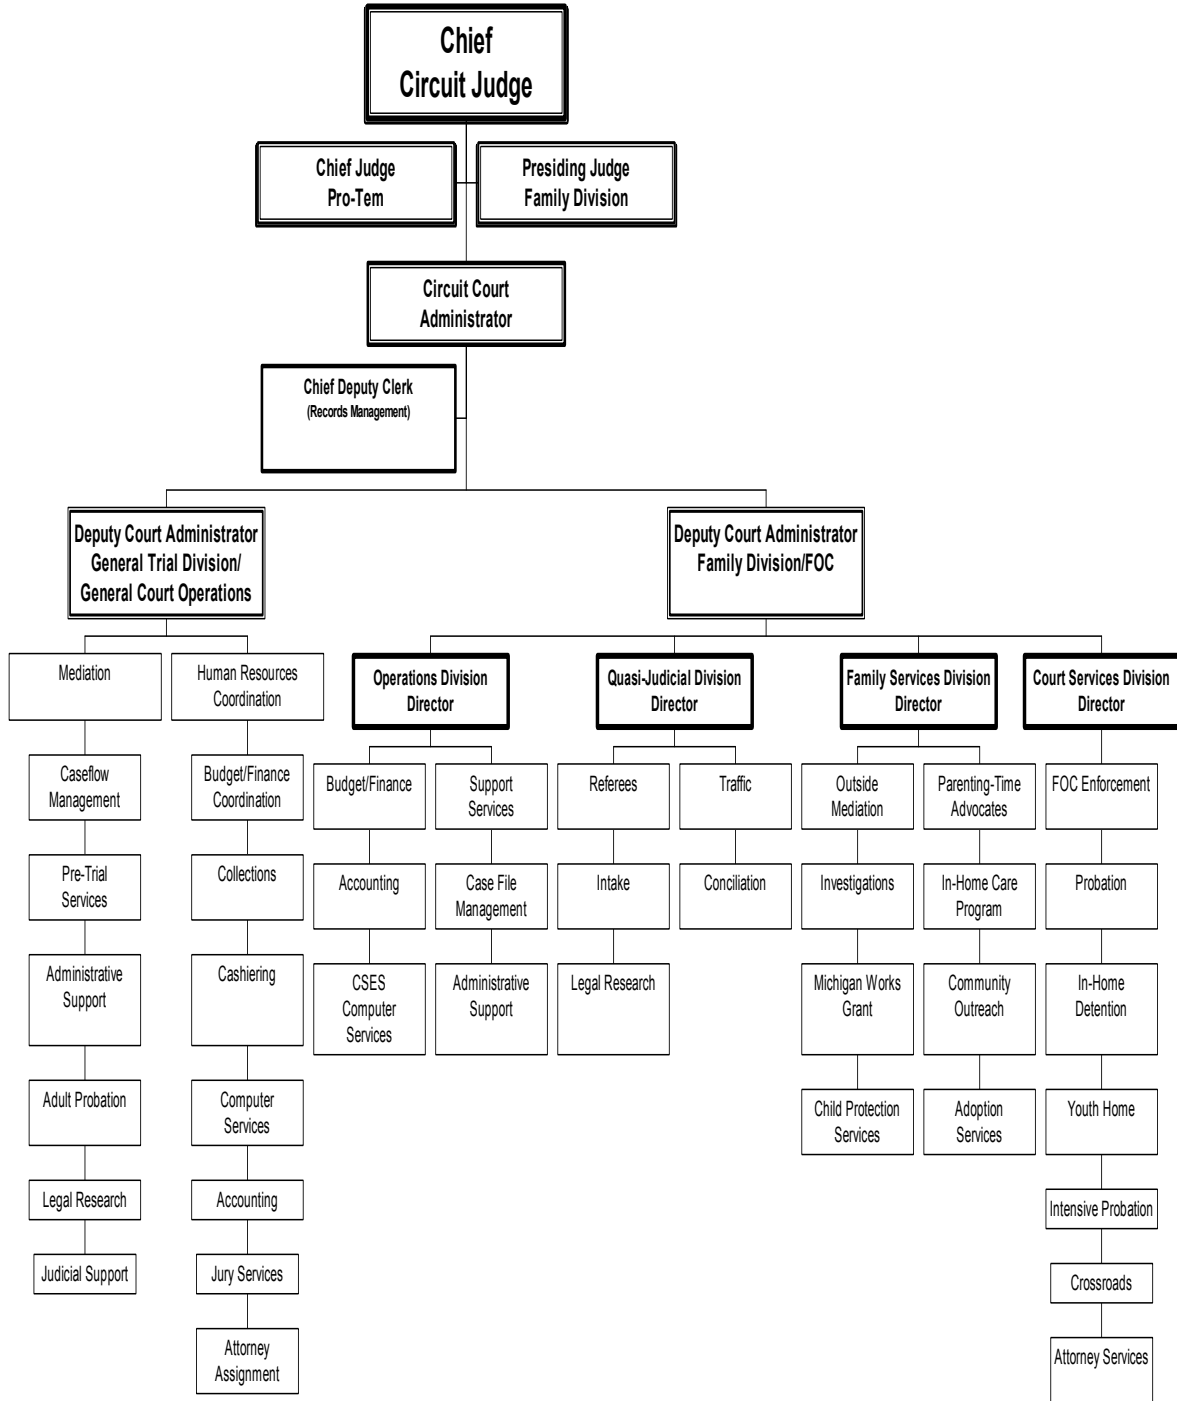 Chief
Circuit Judge
Chief Judge
Pro-Tem
Presiding Judge
Family Division
Circuit Court
Administrator
Chief Deputy Clerk
(Records Management)
Deputy Court Administrator
General Trial Division/
General Court Operations
Deputy Court Administrator
Family Division/FOC
Mediation
Human Resources
Coordination
Operations Division
Director
Quasi-Judicial Division
Director
Family Services Division
Director
Court Services Division
Director
Caseflow
Management
Budget/Finance
Coordination
Budget/Finance
Support
Services
Referees
Traffic
Outside
Mediation
Parenting-Time
Advocates
FOC Enforcement
Pre-Trial
Services
Collections
Accounting
Case File
Management
Intake
Conciliation
Investigations
In-Home Care
Program
Probation
Administrative
Support
Cashiering
CSES
Computer
Services
Administrative
Support
Legal Research
Michigan Works
Grant
Community
Outreach
In-Home
Detention
Adult Probation
Computer
Services
Child Protection
Services
Adoption
Services
Youth Home
Legal Research
Accounting
Intensive Probation
Judicial Support
Jury Services
Crossroads
Attorney
Assignment
Attorney Services